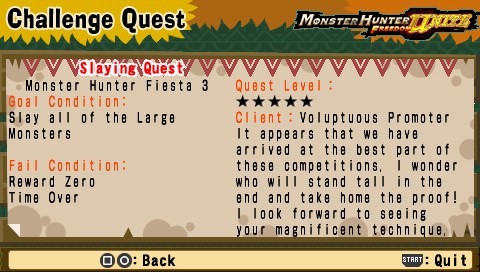 Challenge Quest
MONSTER HUNTER
FREEDOM UNITE
Slaying Quest
Monster Hunter Fiesta 3
Goal Condition:
Slay all of the Large
Monsters
Fail Condition:
Reward Zero
Time Over
Quest Level:
★★★★★
Client: Voluptuous Promoter
It appears that we have
arrived at the best part of
these competitions. I wonder
who will stand tall in the
end and take home the proof!
I look forward to seeing
your magnificent technique.
□○: Back
START: Quit